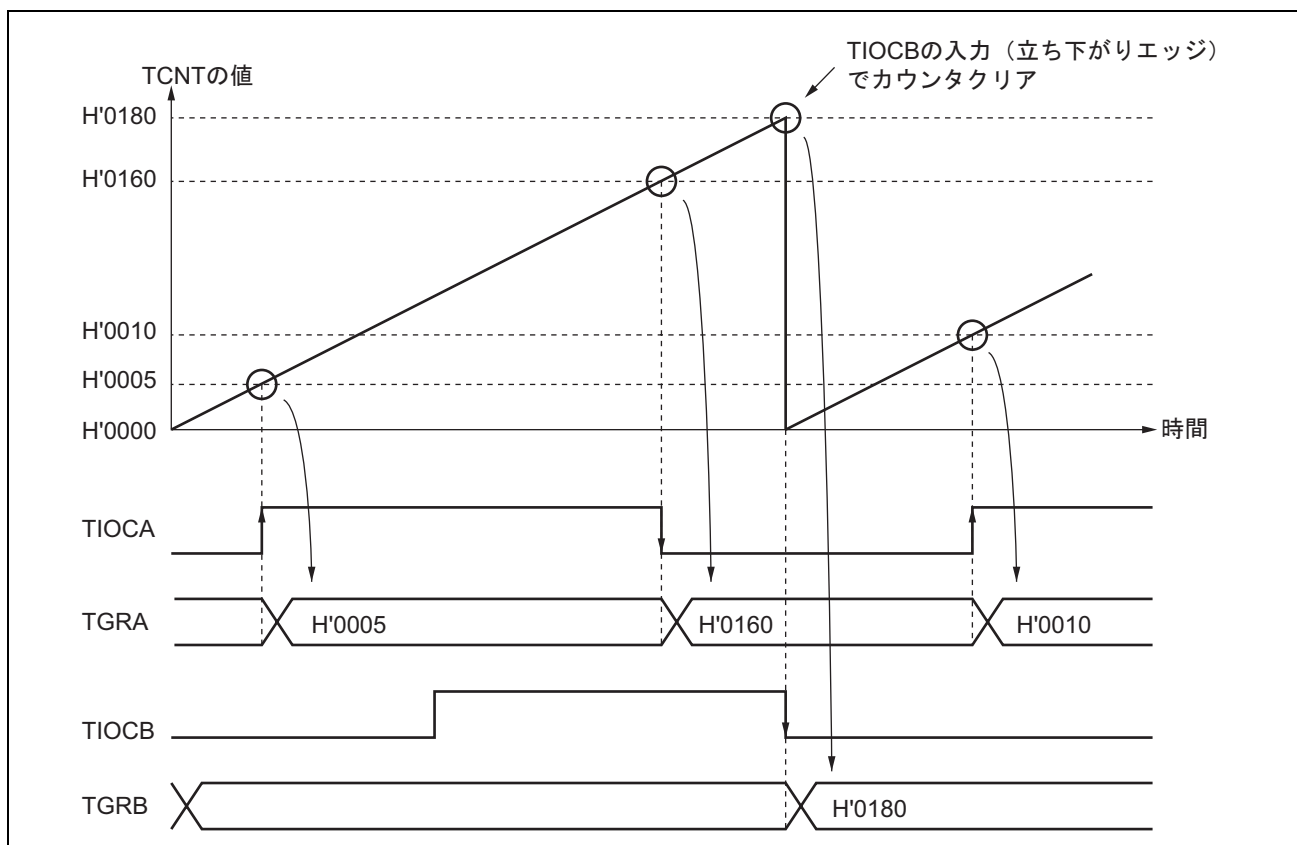 TIOCBの入力（立ち下がりエッジ）
でカウンタクリア
TCNTの値
H'0180
H'0160
H'0010
H'0005
H'0000
時間
TIOCA
TGRA
H'0005
H'0160
H'0010
TIOCB
TGRB
H'0180